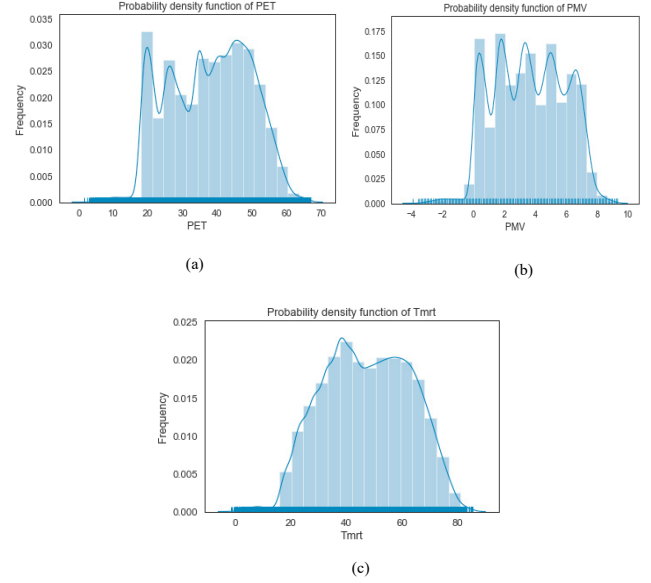 Probability density function of PET
0.035
0.030
0.025
0.020
0.015
0.010
0.005
0.000
Frequency
0 10 20 30 40 50 60 70
PET
(a)
Probability density function of PMV
0.175
0.150
0.125
0.100
0.075
0.050
0.025
0.000
Frequency
-4 -2 0 2 4 6 8 10
PMV
(b)
Probability density function of Tmrt
0.025
0.020
0.015
0.010
0.005
0.000
Frequency
0 20 40 60 80
Tmrt
(c)